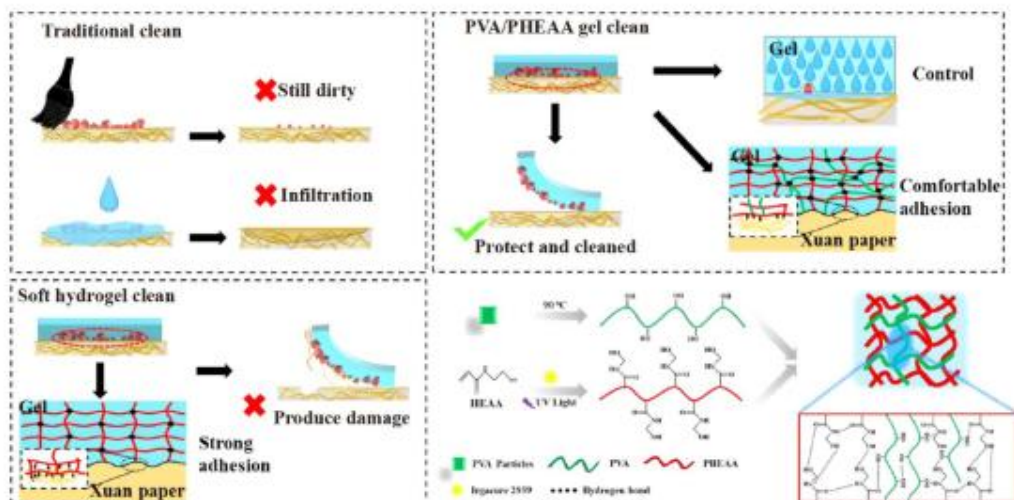 Traditional clean
Still dirty
Infiltration
PVA/PHEAA gel clean
Gel
Control
Gel
Comfortable
adhesion
Xuan paper
Protect and cleaned
Soft hydrogel clean
Gel
Strong
adhesion
Xuan paper
Produce damage
90 °C
HEAA
UV Light
PVA Particles
PVA
PHEAA
Irgacure 2959
Hydrogen bond